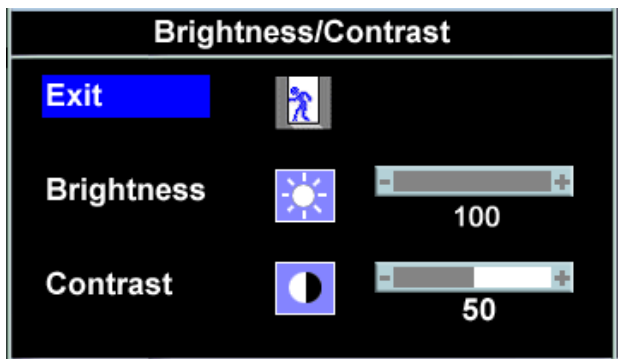 Brightness/Contrast
Exit
Brightness
- +
100
Contrast
- +
50